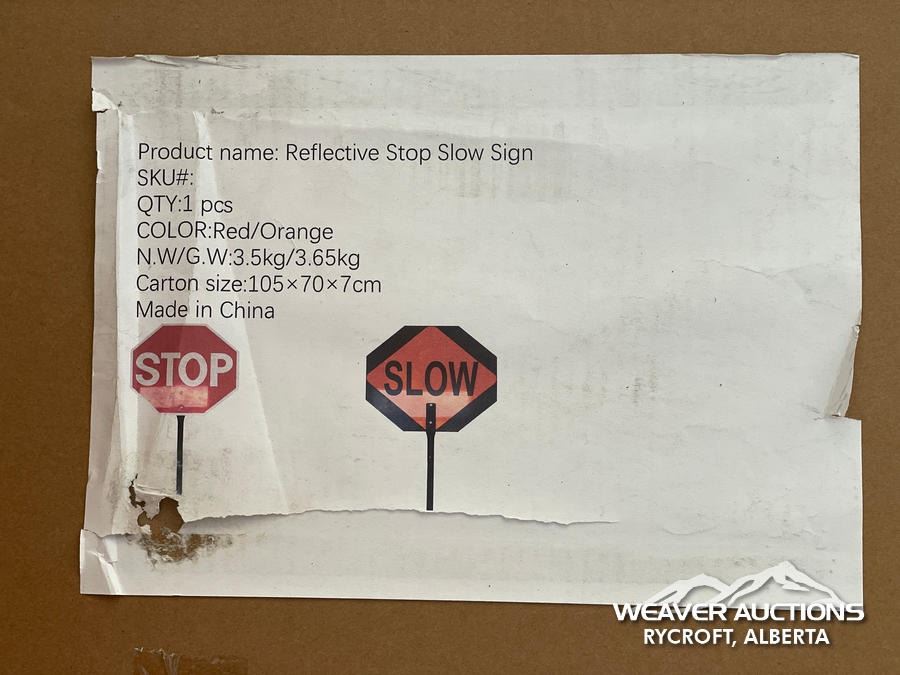 Product name: Reflective Stop Slow Sign
SKU#:
QTY:1 pcs
COLOR:Red/Orange
N.W/G.W:3.5kg/3.65kg
Carton size:105×70×7cm
Made in China
STOP
SLOW
WEAVER AUCTIONS
RYCROFT, ALBERTA